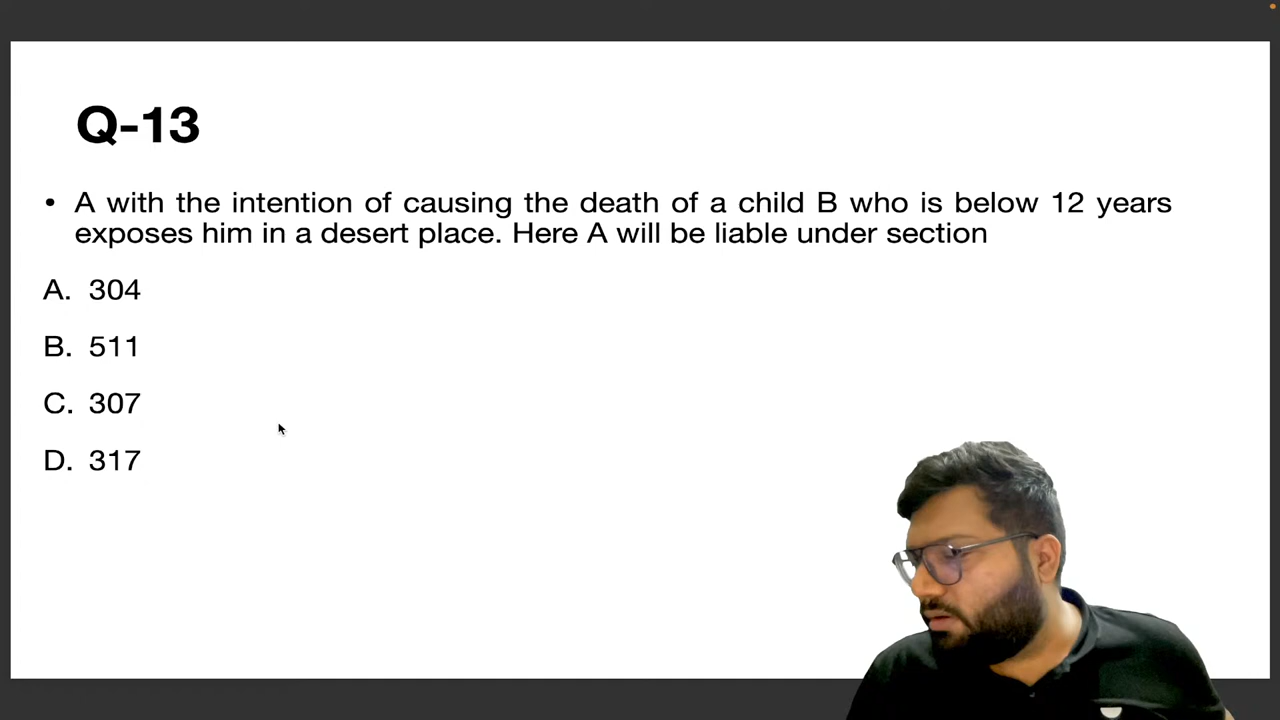 Q-13
• A with the intention of causing the death of a child B who is below 12 years
exposes him in a desert place. Here A will be liable under section
A. 304
B. 511
C. 307
D. 317